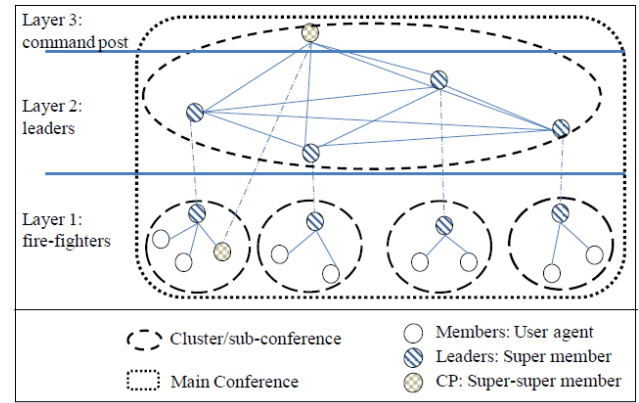 Layer 3:
command post
Layer 2:
leaders
Layer 1:
fire-fighters
Cluster/sub-conference
Main Conference
Members: User agent
Leaders: Super member
CP: Super-super member